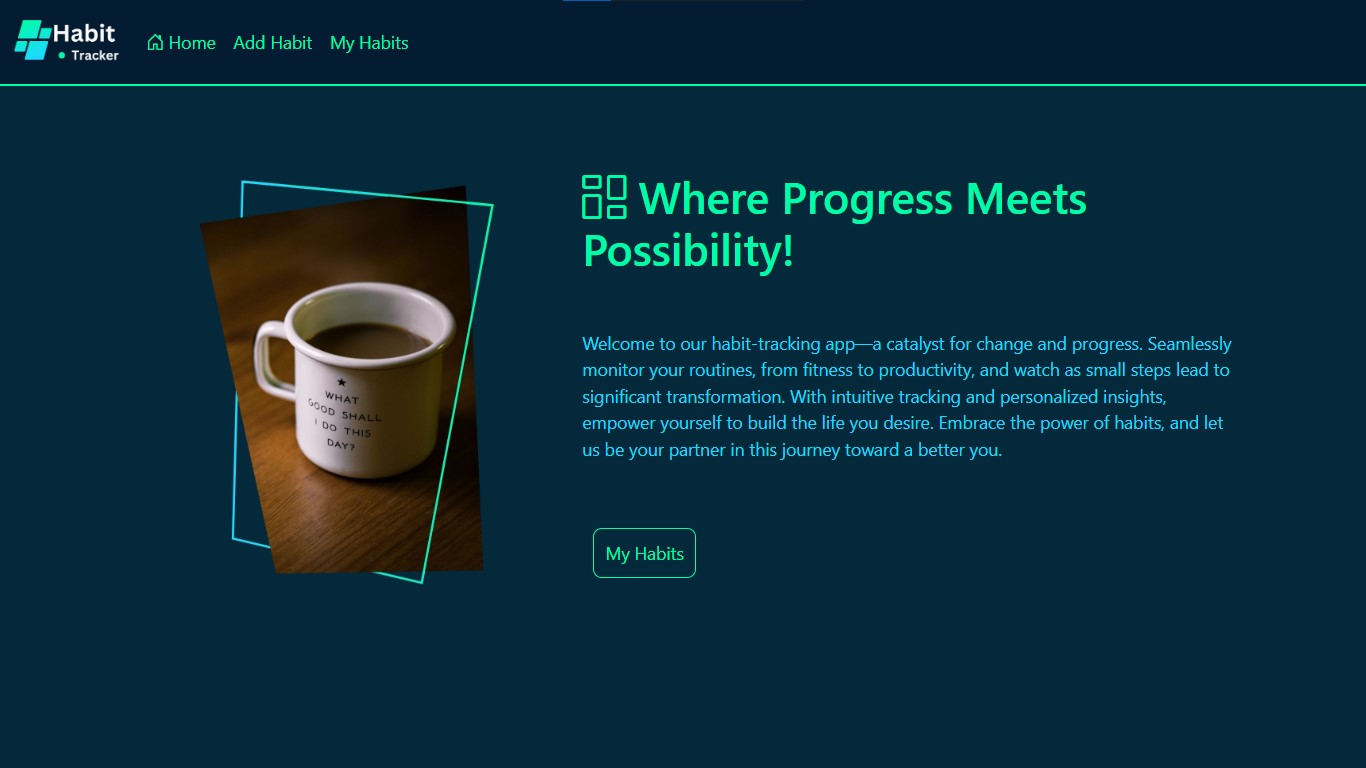 Habit
Tracker
Home
Add Habit
My Habits
Where Progress Meets
Possibility!
WHAT
GOOD SHALL
I DO THIS
DAY?
Welcome to our habit-tracking app—a catalyst for change and progress. Seamlessly
monitor your routines, from fitness to productivity, and watch as small steps lead to
significant transformation. With intuitive tracking and personalized insights,
empower yourself to build the life you desire. Embrace the power of habits, and let
us be your partner in this journey toward a better you.
My Habits